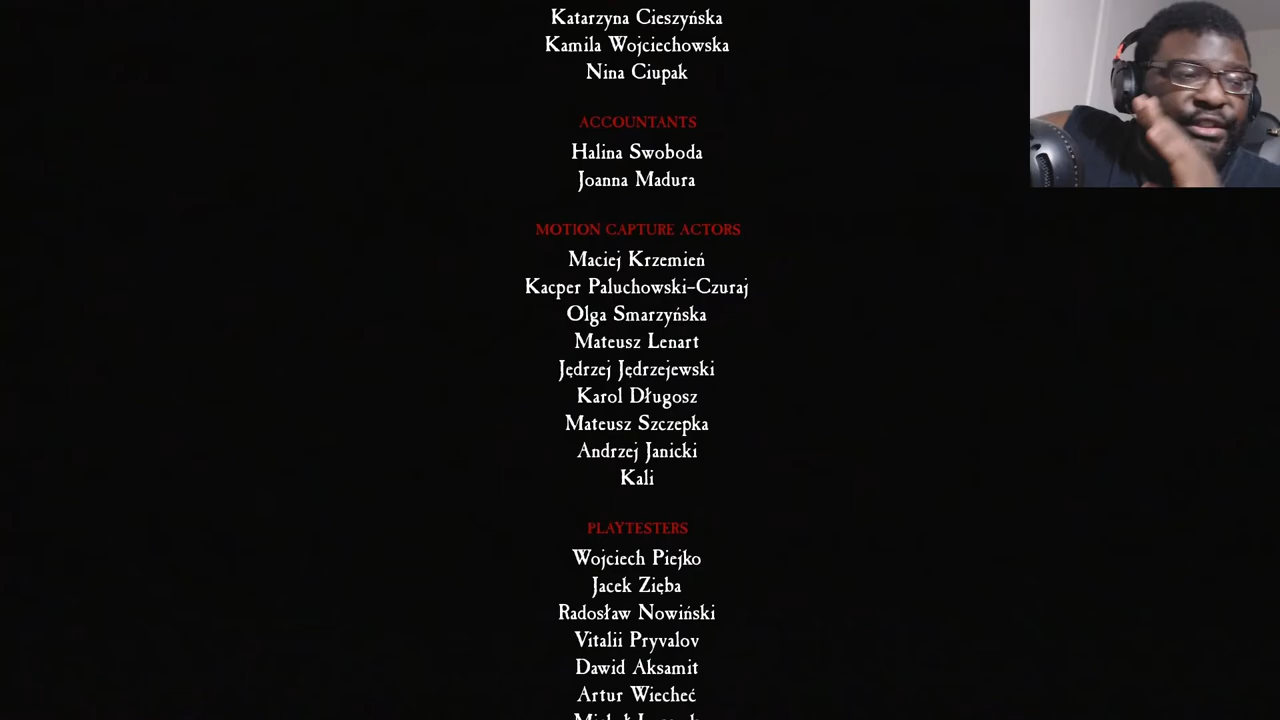 Katarzyna Cieszyńska
Kamila Wojciechowska
Nina Ciupak
ACCOUNTANTS
Halina Swoboda
Joanna Madura
MOTION CAPTURE ACTORS
Maciej Krzemień
Kacper Paluchowski-Czuraj
Olga Smarzyńska
Mateusz Lenart
Jędrzej Jędrzejewski
Karol Długosz
Mateusz Szczepka
Andrzej Janicki
Kali
PLAYTESTERS
Wojciech Piejko
Jacek Zięba
Radosław Nowiński
Vitalii Pryvalov
Dawid Aksamit
Artur Wiecheć